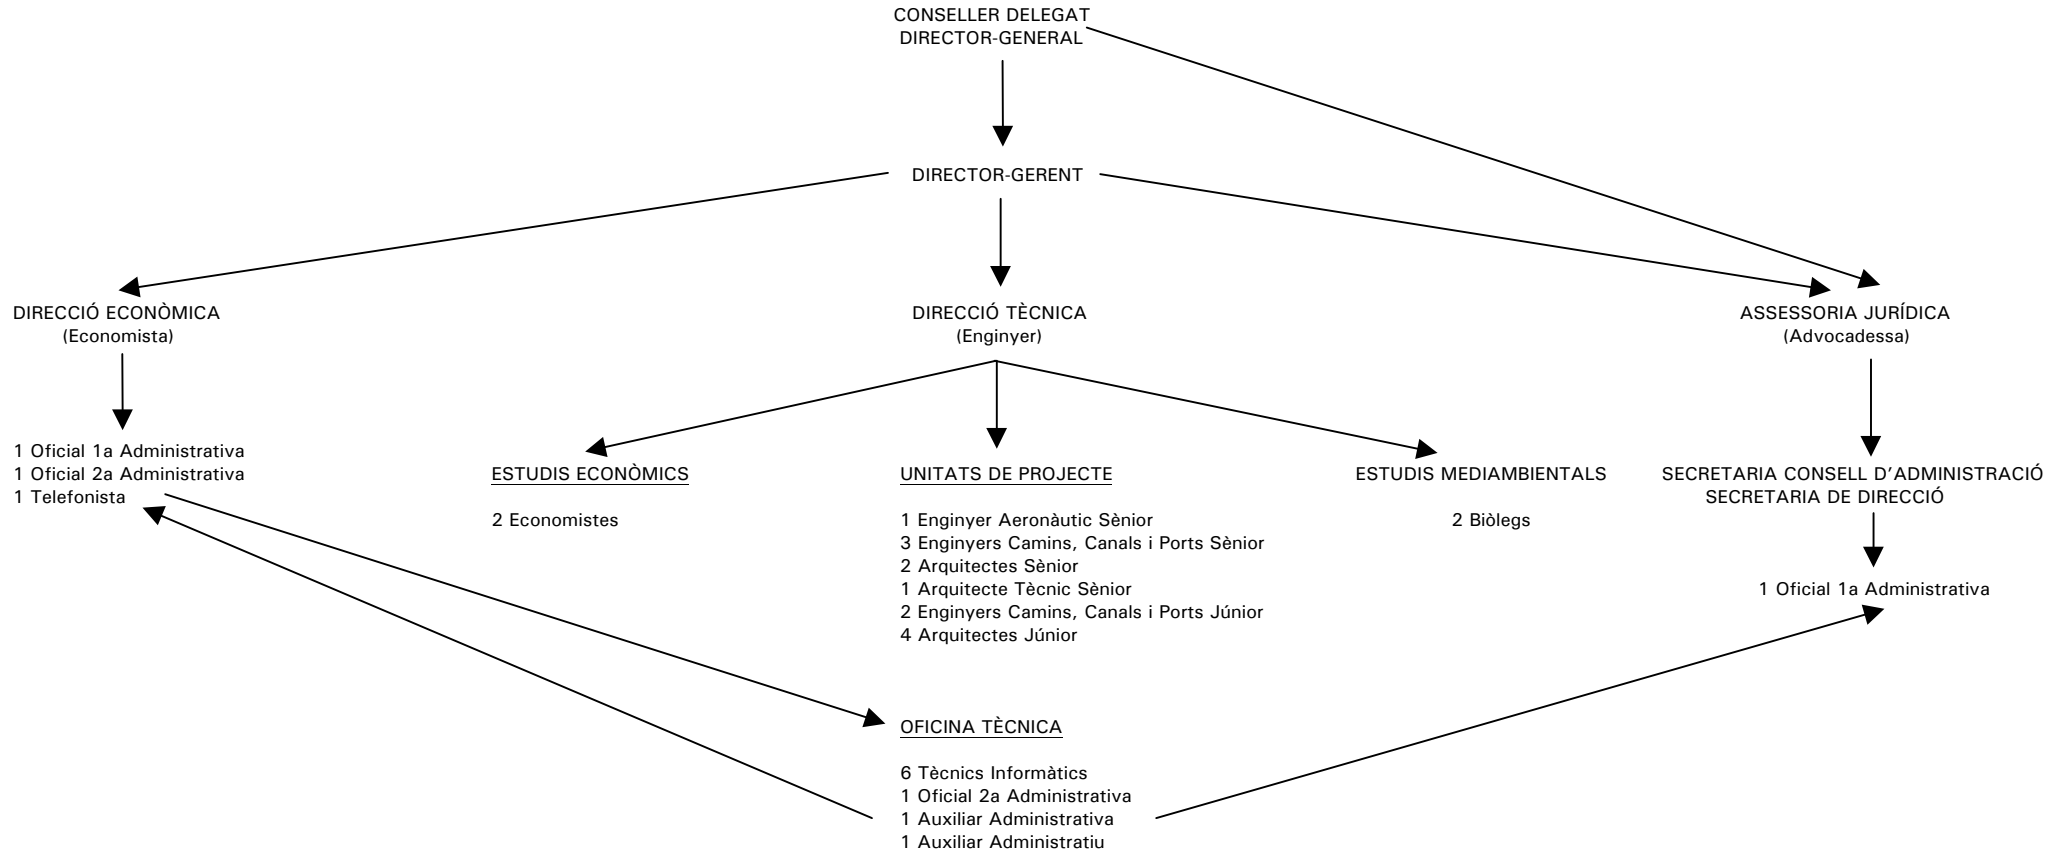 CONSELLER DELEGAT
DIRECTOR-GENERAL
DIRECTOR-GERENT
DIRECCIÓ ECONÒMICA
(Economista)
DIRECCIÓ TÈCNICA
(Enginyer)
ASSESSORIA JURÍDICA
(Advocadessa)
1 Oficial 1a Administrativa
1 Oficial 2a Administrativa
1 Telefonista
ESTUDIS ECONÒMICS
2 Economistes
UNITATS DE PROJECTE
1 Enginyer Aeronàutic Sènior
3 Enginyers Camins, Canals i Ports Sènior
2 Arquitectes Sènior
1 Arquitecte Tècnic Sènior
2 Enginyers Camins, Canals i Ports Júnior
4 Arquitectes Júnior
ESTUDIS MEDIAMBIENTALS
2 Biòlegs
SECRETARIA CONSELL D’ADMINISTRACIÓ
SECRETARIA DE DIRECCIÓ
1 Oficial 1a Administrativa
OFICINA TÈCNICA
6 Tècnics Informàtics
1 Oficial 2a Administrativa
1 Auxiliar Administrativa
1 Auxiliar Administratiu